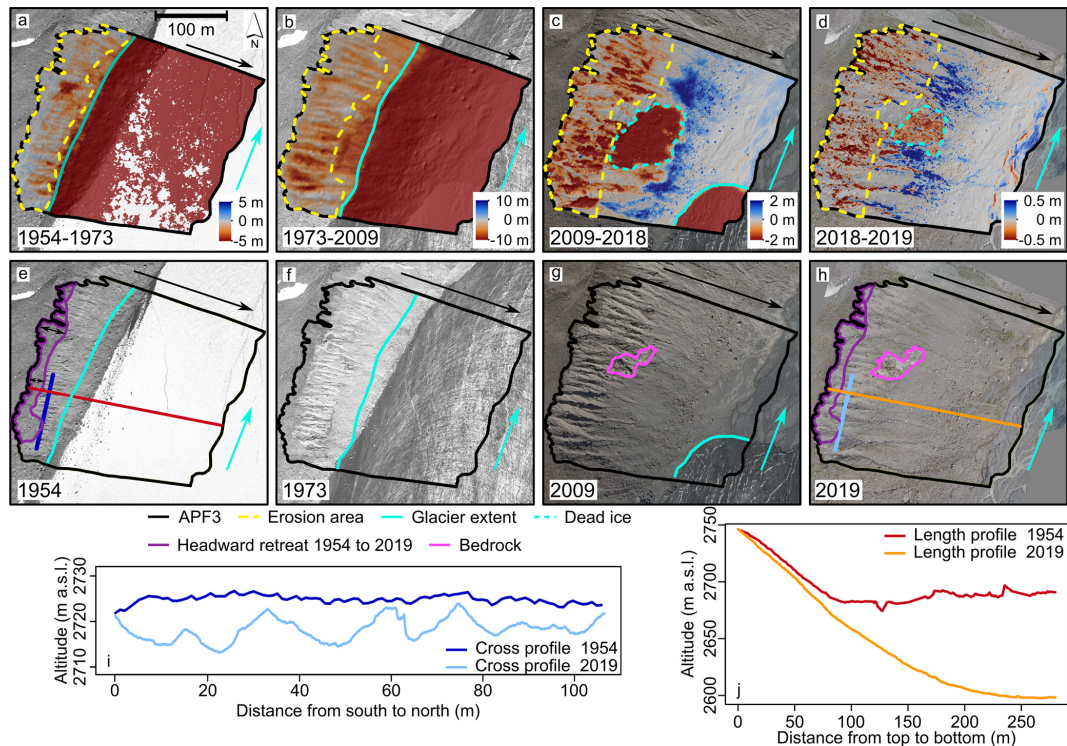 a
100 m
N
5 m
0 m
-5 m
1954-1973
b
10 m
0 m
-10 m
1973-2009
c
2 m
0 m
-2 m
2009-2018
d
0.5 m
0 m
-0.5 m
2018-2019
e
1954
f
1973
g
2009
h
2019
APF3
Erosion area
Glacier extent
Dead ice
Headward retreat 1954 to 2019
Bedrock
Altitude (m a.s.l.)
2730
2720
2710
i
Cross profile 1954
Cross profile 2019
0
20
40
60
80
100
Distance from south to north (m)
Altitude (m a.s.l.)
2750
2700
2650
2600
Length profile 1954
Length profile 2019
j
0
50
100
150
200
250
Distance from top to bottom (m)